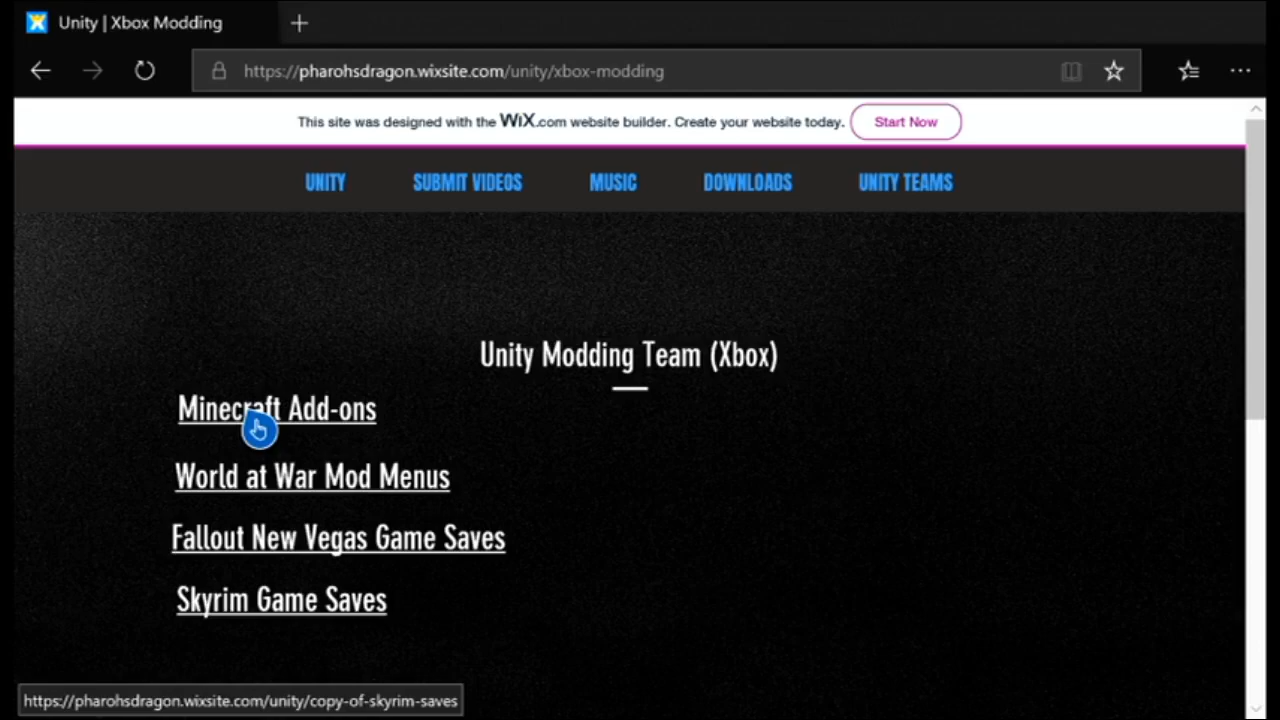 Unity | Xbox Modding
https://pharohsdragon.wixsite.com/unity/xbox-modding
This site was designed with the WiX.com website builder. Create your website today. Start Now
UNITY SUBMIT VIDEOS MUSIC DOWNLOADS UNITY TEAMS
Unity Modding Team (Xbox)
Minecraft Add-ons
World at War Mod Menus
Fallout New Vegas Game Saves
Skyrim Game Saves
https://pharohsdragon.wixsite.com/unity/copy-of-skyrim-saves